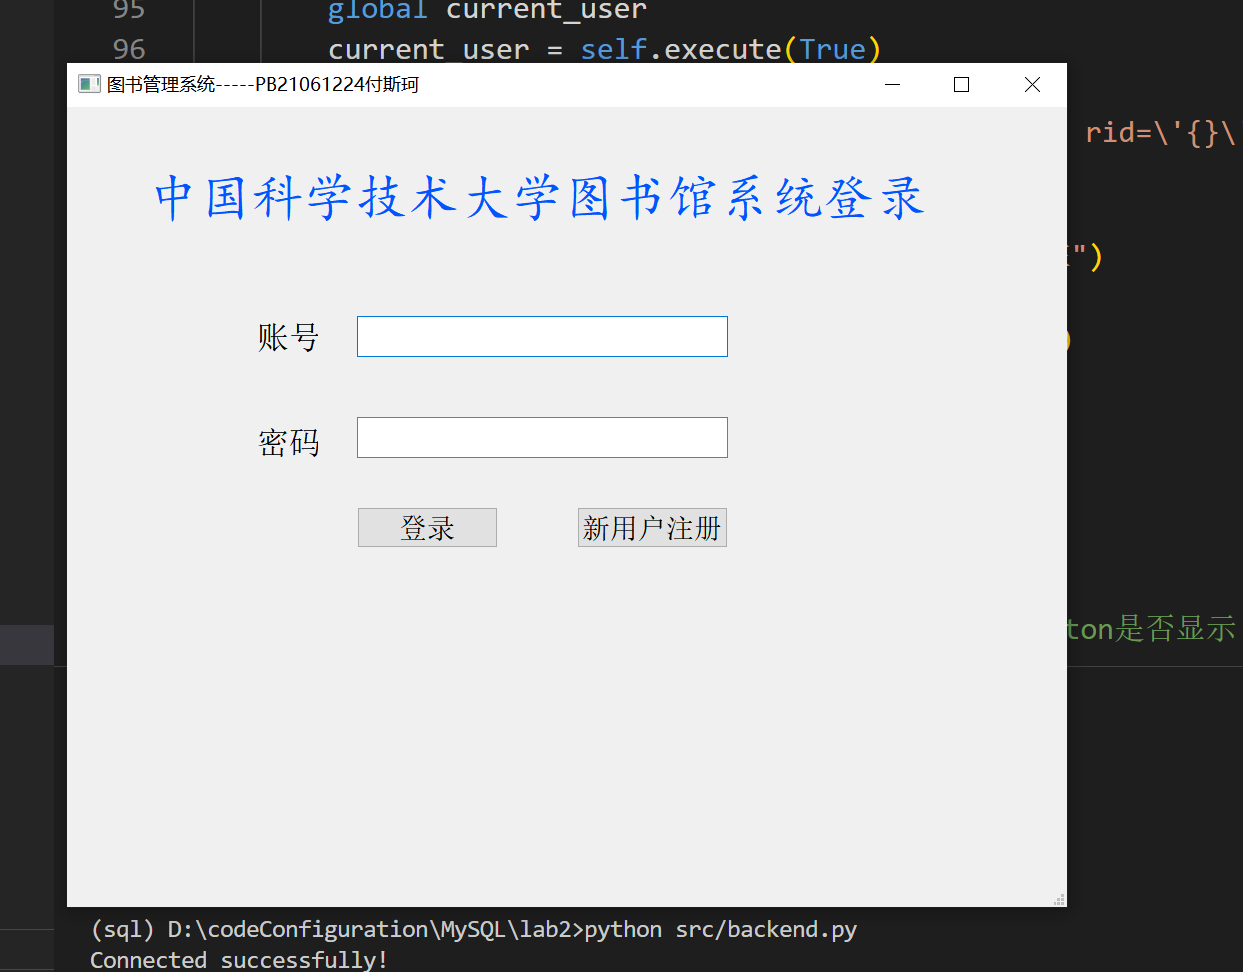 95 global current_user
96 current_user = self.execute(True)
图书管理系统-----PB21061224付斯珂
rid=\'{}\'
中国科学技术大学图书馆系统登录
")
)
账号
密码
登录 新用户注册
ton是否显示
(sql) D:\codeConfiguration\MySQL\lab2>python src/backend.py
Connected successfully!